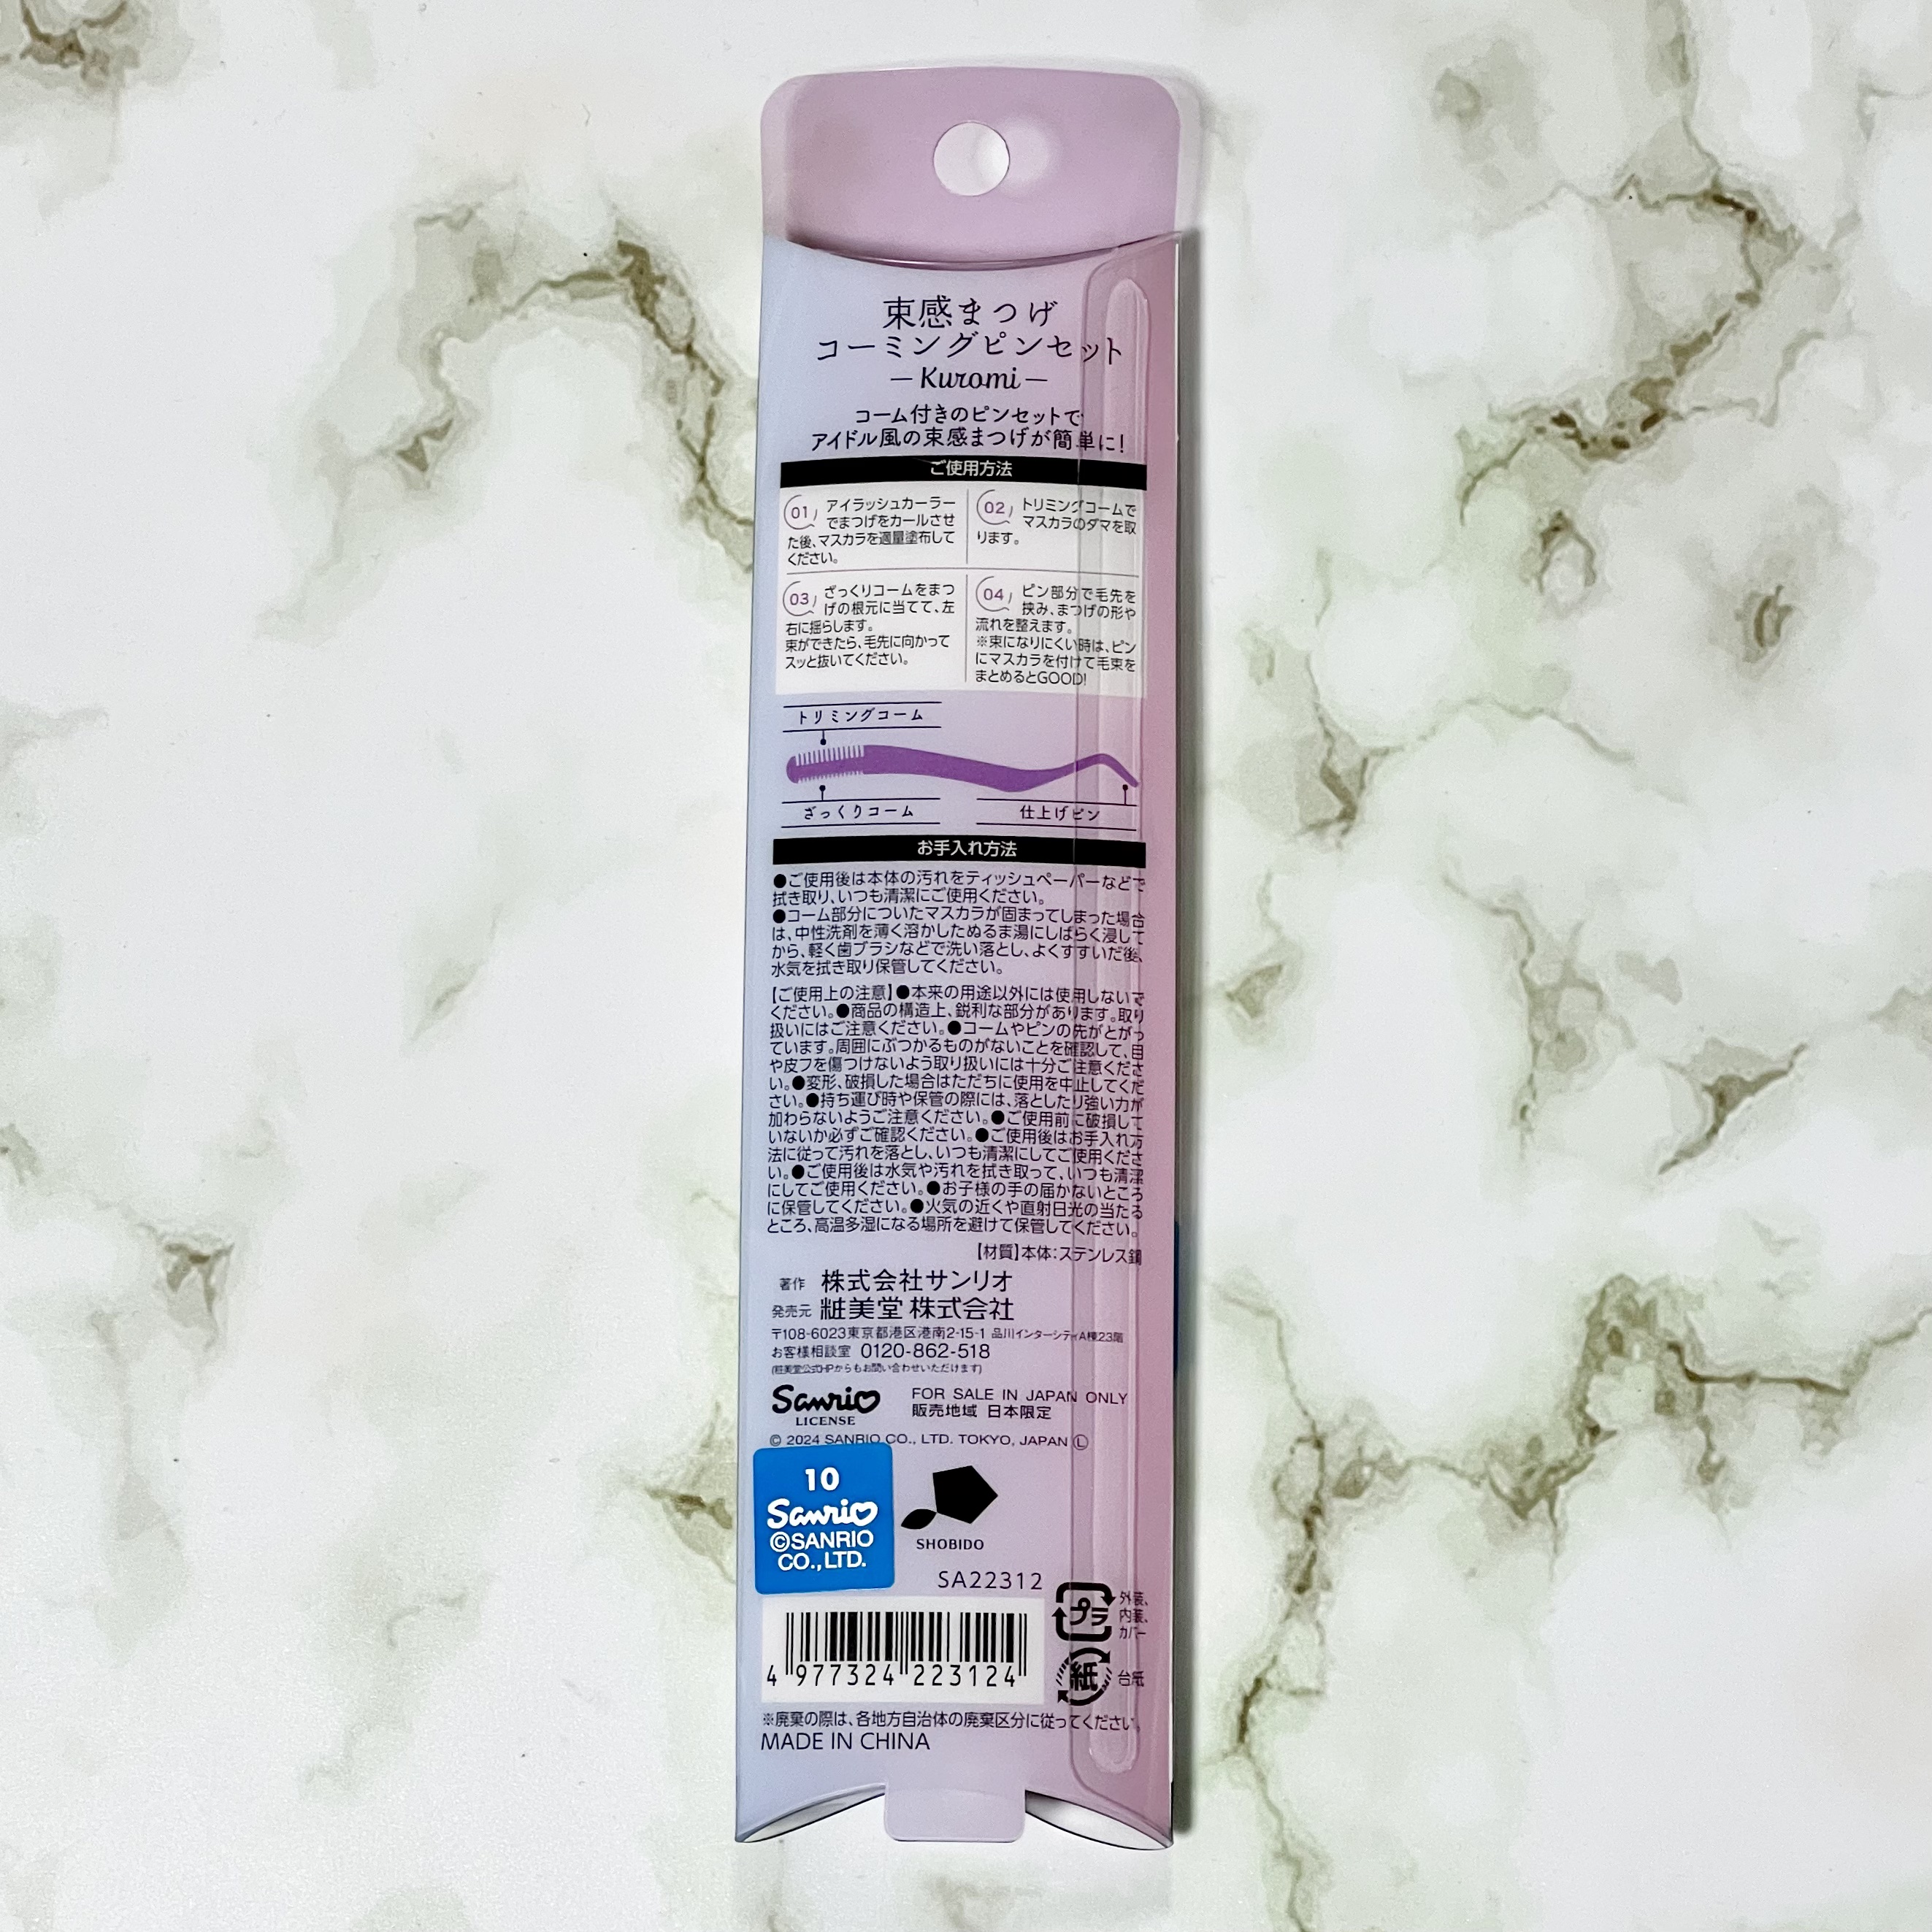 束感まつげ
コーミングピンセット
— Kuromi —
コーム付きのピンセットで
アイドル風の束感まつげが簡単に!
ご使用方法
01 アイラッシュカーラー
でまつげをカールさせ
た後、マスカラを適量塗布して
ください。
02 トリミングコームで
マスカラのダマを取
ります。
03 ざっくりコームをまつ
げの根元に当てて、左
右に揺らします。
束ができたら、毛先に向かって
スッと抜いてください。
04 ピン部分で毛先を
挟み、まつげの形や
流れを整えます。
※束になりにくい時は、ピン
にマスカラを付けて毛束を
まとめるとGOOD!
トリミングコーム
ざっくりコーム
仕上げピン
お手入れ方法
●ご使用後は本体の汚れをティッシュペーパーなどで
拭き取り、いつも清潔にご使用ください。
●コーム部分についたマスカラが固まってしまった場合
は、中性洗剤を薄く溶かしたぬるま湯にしばらく浸して
から、軽く歯ブラシなどで洗い落とし、よくすすいだ後、
水気を拭き取り保管してください。
【ご使用上の注意】●本来の用途以外には使用しないで
ください。●商品の構造上、鋭利な部分があります。取り
扱いにはご注意ください。●コームやピンの先がとがっ
ています。周囲にぶつかるものがないことを確認して、目
や皮フを傷つけないよう取り扱いには十分ご注意くださ
い。●変形、破損した場合はただちに使用を中止してくだ
さい。●持ち運び時や保管の際には、落としたり強い力が
加わらないようご注意ください。●ご使用前に破損して
いないか必ずご確認ください。●ご使用後はお手入れ方
法に従って汚れを落とし、いつも清潔にしてご使用くださ
い。●ご使用後は水気や汚れを拭き取って、いつも清潔
にしてご使用ください。●お子様の手の届かないところ
に保管してください。●火気の近くや直射日光の当たる
ところ、高温多湿になる場所を避けて保管してください。
【材質】本体:ステンレス鋼
著作 株式会社サンリオ
発売元 粧美堂 株式会社
〒108-6023東京都港区港南2-15-1 品川インターシティA棟23階
お客様相談室 0120-862-518
(粧美堂公式HPからもお問い合わせいただけます)
Sanrio
LICENSE
FOR SALE IN JAPAN ONLY
販売地域 日本限定
© 2024 SANRIO CO., LTD. TOKYO, JAPAN Ⓛ
10
Sanrio
©SANRIO
CO.,LTD.
SHOBIDO
SA22312
プラ
外装、
内装、
カバー
4 977324 223124
紙
台紙
※廃棄の際は、各地方自治体の廃棄区分に従ってください。
MADE IN CHINA